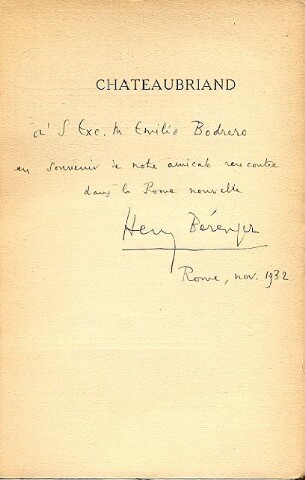 CHATEAUBRIAND
à S. Exc. M Emilio Bodrero
en souvenir de notre amicale rencontre
dans la Rome nouvelle
Henry Bérenger
Rome, nov. 1932